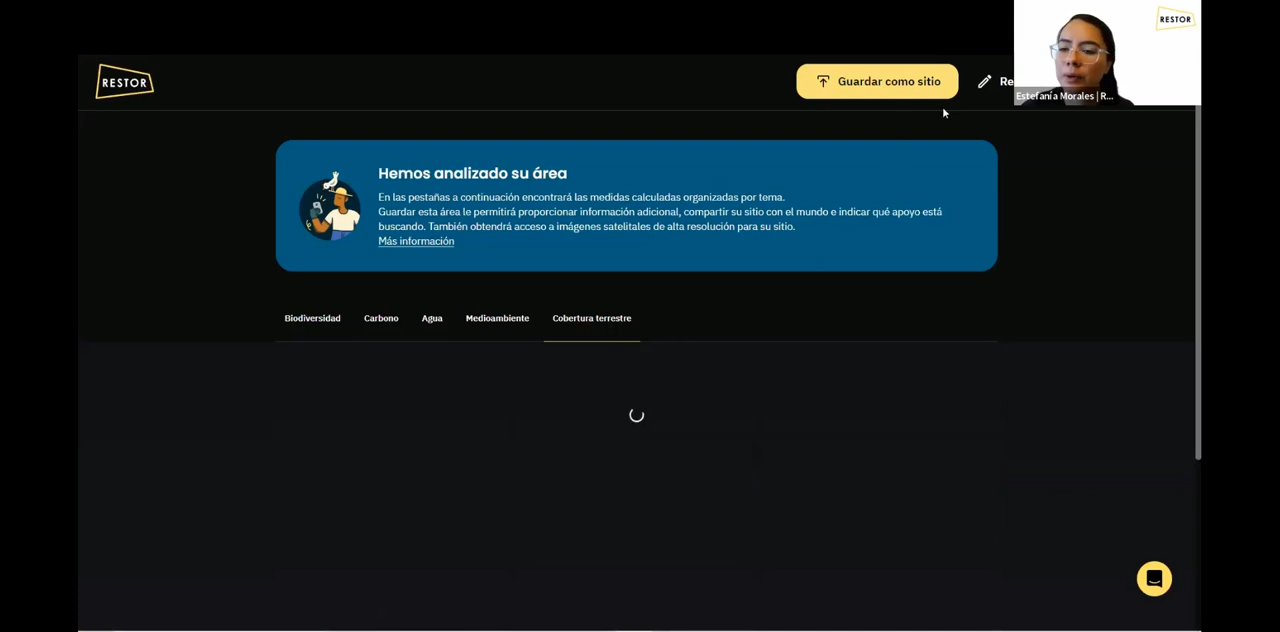 RESTOR
Guardar como sitio
Re
RESTOR
Estefanía Morales | R...
Hemos analizado su área
En las pestañas a continuación encontrará las medidas calculadas organizadas por tema.
Guardar esta área le permitirá proporcionar información adicional, compartir su sitio con el mundo e indicar qué apoyo está
buscando. También obtendrá acceso a imágenes satelitales de alta resolución para su sitio.
Más información
Biodiversidad Carbono Agua Medioambiente Cobertura terrestre